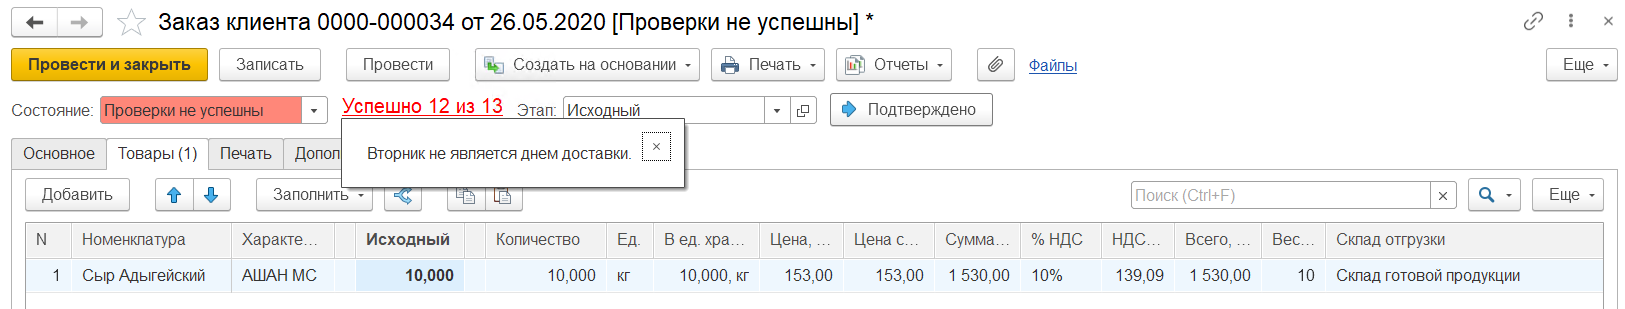 Заказ клиента 0000-000034 от 26.05.2020 [Проверки не успешны] *
Провести и закрыть Записать Провести Создать на основании Печать Отчеты Файлы Еще
Состояние: Проверки не успешны Успешно 12 из 13 Этап: Исходный Подтверждено
Вторник не является днем доставки.
Основное Товары (1) Печать Допол
Добавить Заполнить Поиск (Ctrl+F) Еще
N Номенклатура Характе... Исходный Количество Ед. В ед. хра... Цена, ... Цена с... Сумма... % НДС НДС... Всего, ... Вес... Склад отгрузки
1 Сыр Адыгейский АШАН МС 10,000 10,000 кг 10,000, кг 153,00 153,00 1 530,00 10% 139,09 1 530,00 10 Склад готовой продукции